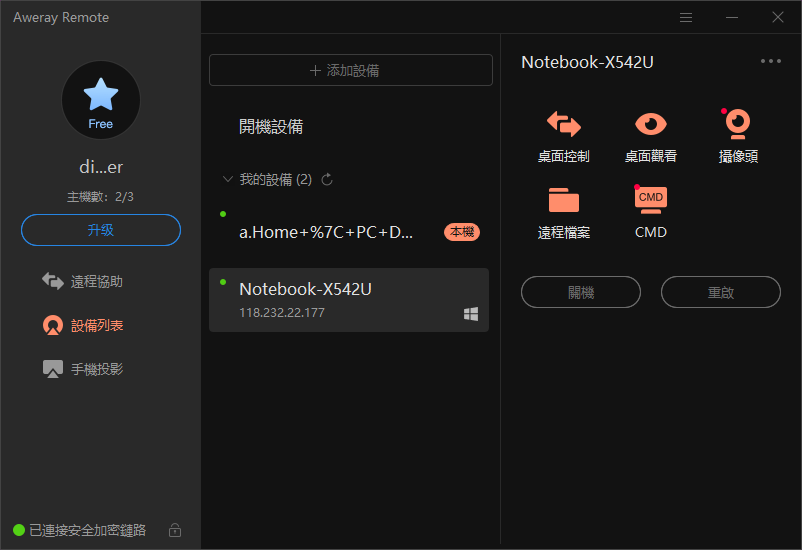 Aweray Remote
Free
di...er
主機數：2/3
升級
遠程協助
設備列表
手機投影
已連接安全加密鏈路
添加設備
開機設備
我的設備 (2)
a.Home+%7C+PC+D...
本機
Notebook-X542U
118.232.22.177
Notebook-X542U
桌面控制
桌面觀看
攝像頭
遠程檔案
CMD
CMD
關機
重啟